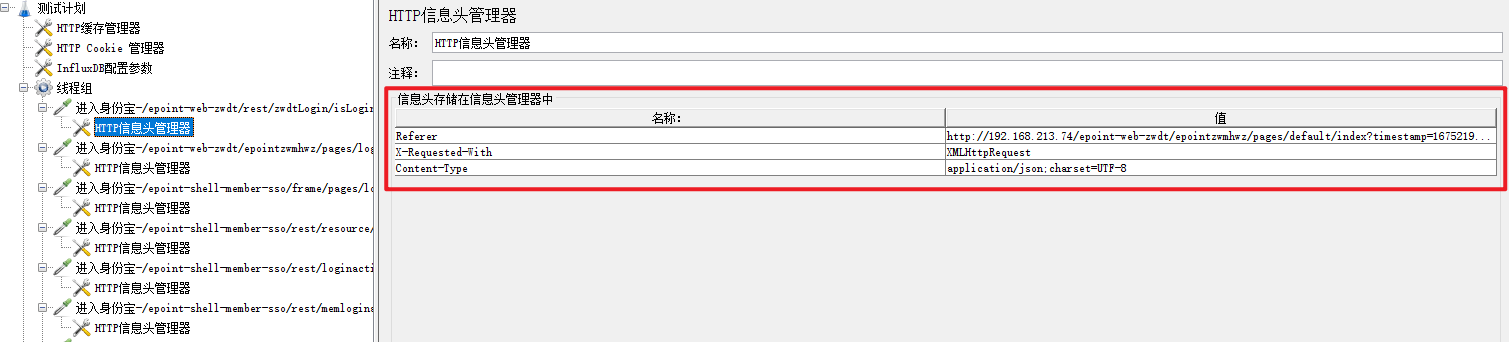 测试计划
HTTP缓存管理器
HTTP Cookie 管理器
InfluxDB配置参数
线程组
进入身份宝-/epoint-web-zwdt/rest/zwdtLogin/isLogin
HTTP信息头管理器
进入身份宝-/epoint-web-zwdt/epointzwmhwz/pages/log
HTTP信息头管理器
进入身份宝-/epoint-shell-member-sso/frame/pages/lo
HTTP信息头管理器
进入身份宝-/epoint-shell-member-sso/rest/resource/
HTTP信息头管理器
进入身份宝-/epoint-shell-member-sso/rest/loginacti
HTTP信息头管理器
进入身份宝-/epoint-shell-member-sso/rest/memlogina
HTTP信息头管理器
HTTP信息头管理器
名称： HTTP信息头管理器
注释：
信息头存储在信息头管理器中
名称： 值
Referer http://192.168.213.74/epoint-web-zwdt/epointzwmhwz/pages/default/index?timestamp=1675219...
X-Requested-With XMLHttpRequest
Content-Type application/json;charset=UTF-8